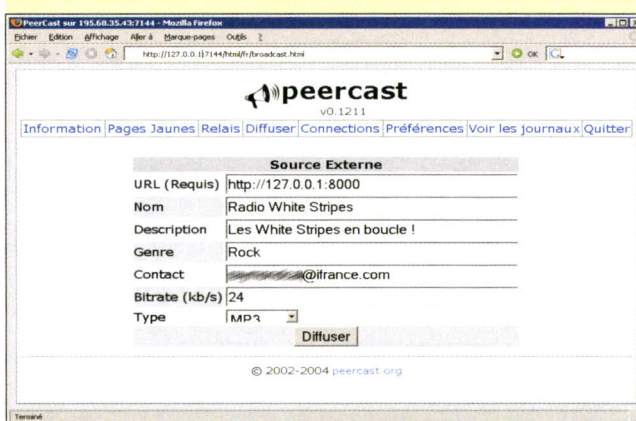 PeerCast sur 195.68.35.43:7144 - Mozilla Firefox
Fichier Edition Affichage Aller à Marque-pages Outils ?
http://127.0.0.1:7144/html/fr/broadcast.html OK
peercast
v0.1211
Information Pages Jaunes Relais Diffuser Connections Préférences Voir les journaux Quitter
Source Externe
URL (Requis) http://127.0.0.1:8000
Nom Radio White Stripes
Description Les White Stripes en boucle !
Genre Rock
Contact @ifrance.com
Bitrate (kb/s) 24
Type MP3
Diffuser
© 2002-2004 peercast.org
Terminé